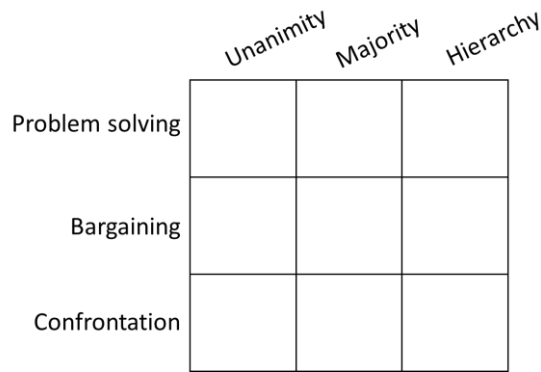 Unanimity
Majority
Hierarchy
Problem solving
Bargaining
Confrontation